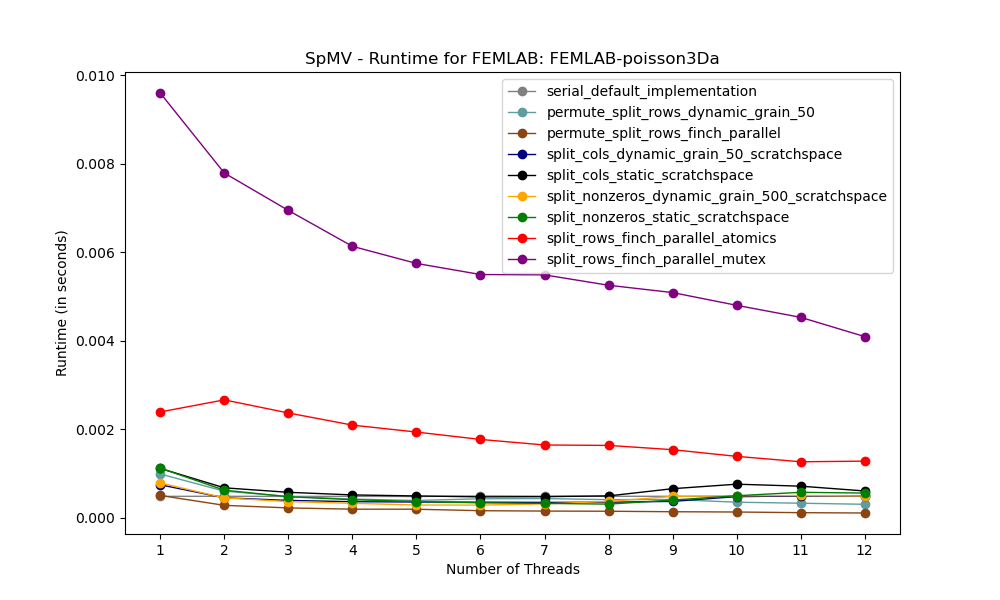 SpMV - Runtime for FEMLAB: FEMLAB-poisson3Da
0.010
0.008
0.006
0.004
0.002
0.000
Runtime (in seconds)
serial_default_implementation
permute_split_rows_dynamic_grain_50
permute_split_rows_finch_parallel
split_cols_dynamic_grain_50_scratchspace
split_cols_static_scratchspace
split_nonzeros_dynamic_grain_500_scratchspace
split_nonzeros_static_scratchspace
split_rows_finch_parallel_atomics
split_rows_finch_parallel_mutex
1 2 3 4 5 6 7 8 9 10 11 12
Number of Threads